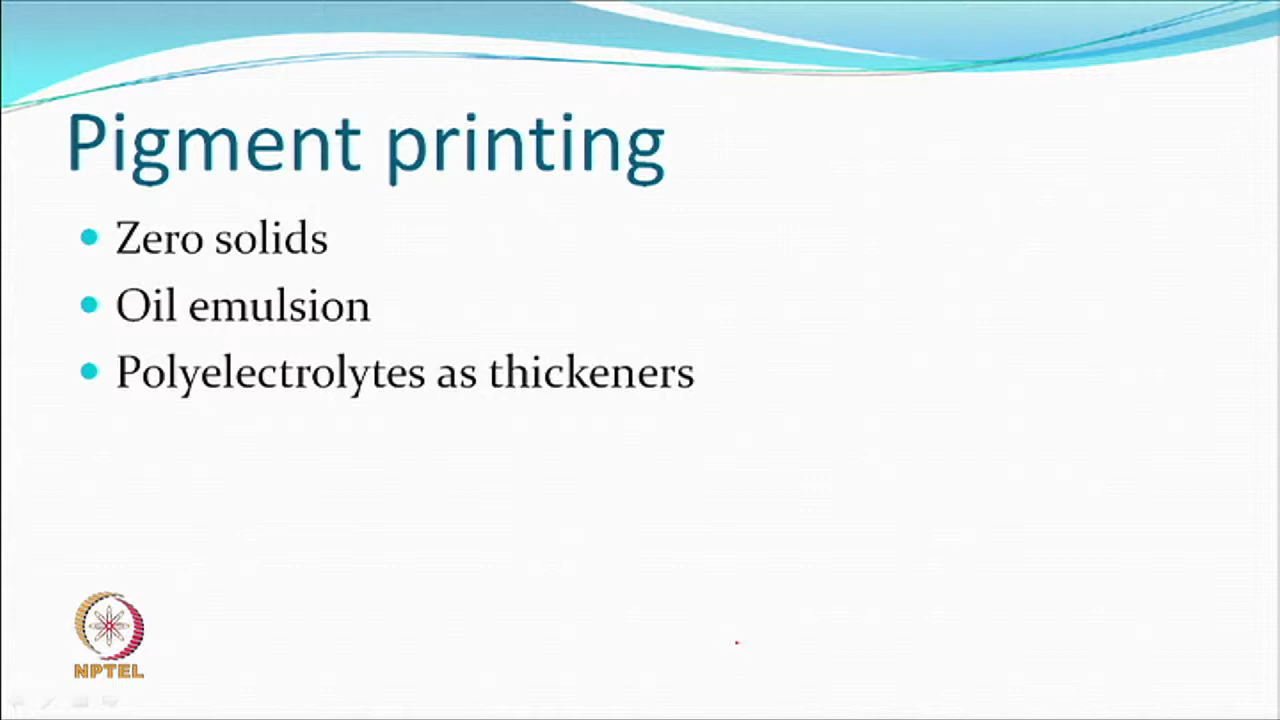 Pigment printing
Zero solids
Oil emulsion
Polyelectrolytes as thickeners
NPTEL